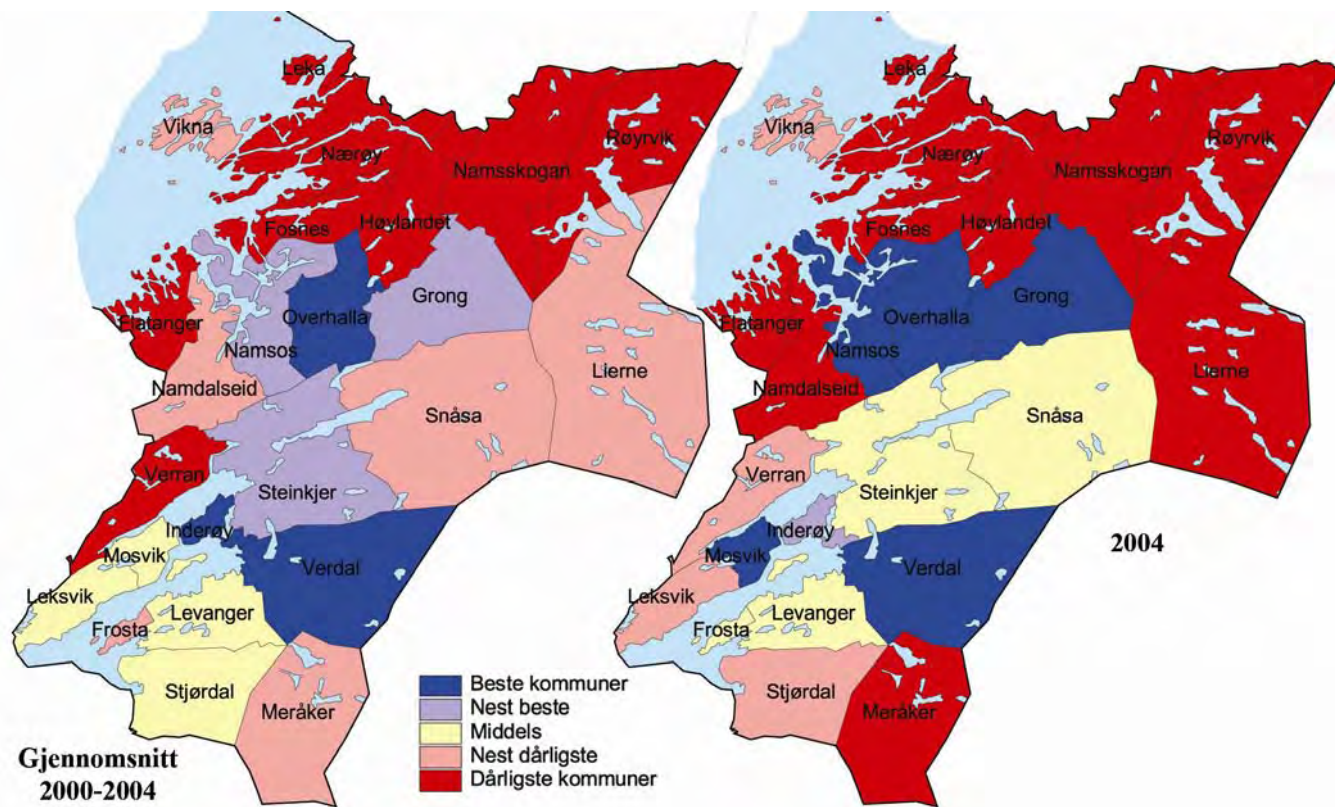 Leka
Vikna
Nærøy
Røyrvik
Namsskogan
Fosnes
Høylandet
Flatanger
Overhalla
Grong
Namsos
Namdalseid
Lierne
Snåsa
Verran
Steinkjer
Inderøy
Mosvik
Verdal
Leksvik
Levanger
Frosta
Stjørdal
Meråker
Gjennomsnitt
2000-2004
Beste kommuner
Nest beste
Middels
Nest dårligste
Dårligste kommuner
Leka
Vikna
Nærøy
Røyrvik
Namsskogan
Fosnes
Høylandet
Flatanger
Overhalla
Grong
Namsos
Namdalseid
Lierne
Snåsa
Verran
Steinkjer
Inderøy
Mosvik
Verdal
Leksvik
Levanger
Frosta
Stjørdal
Meråker
2004